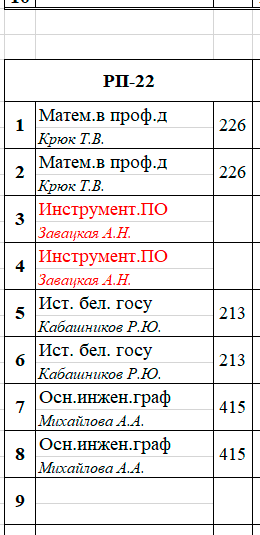 РП-22
1 Матем.в проф.д 226
Крюк Т.В.
2 Матем.в проф.д 226
Крюк Т.В.
3 Инструмент.ПО
Завацкая А.Н.
4 Инструмент.ПО
Завацкая А.Н.
5 Ист. бел. госу 213
Кабашников Р.Ю.
6 Ист. бел. госу 213
Кабашников Р.Ю.
7 Осн.инжен.граф 415
Михайлова А.А.
8 Осн.инжен.граф 415
Михайлова А.А.
9